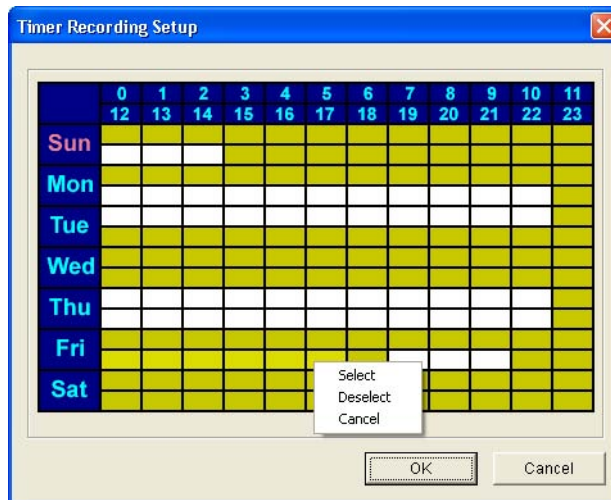 Timer Recording Setup
0 1 2 3 4 5 6 7 8 9 10 11
12 13 14 15 16 17 18 19 20 21 22 23
Sun
Mon
Tue
Wed
Thu
Fri
Sat
Select
Deselect
Cancel
OK Cancel